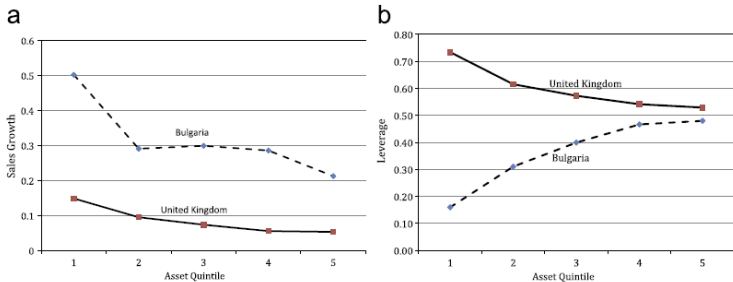 a
0.6
0.5
0.4
0.3
0.2
0.1
0
Sales Growth
Bulgaria
United Kingdom
1 2 3 4 5
Asset Quintile
b
0.80
0.70
0.60
0.50
0.40
0.30
0.20
0.10
0.00
Leverage
United Kingdom
Bulgaria
1 2 3 4 5
Asset Quintile